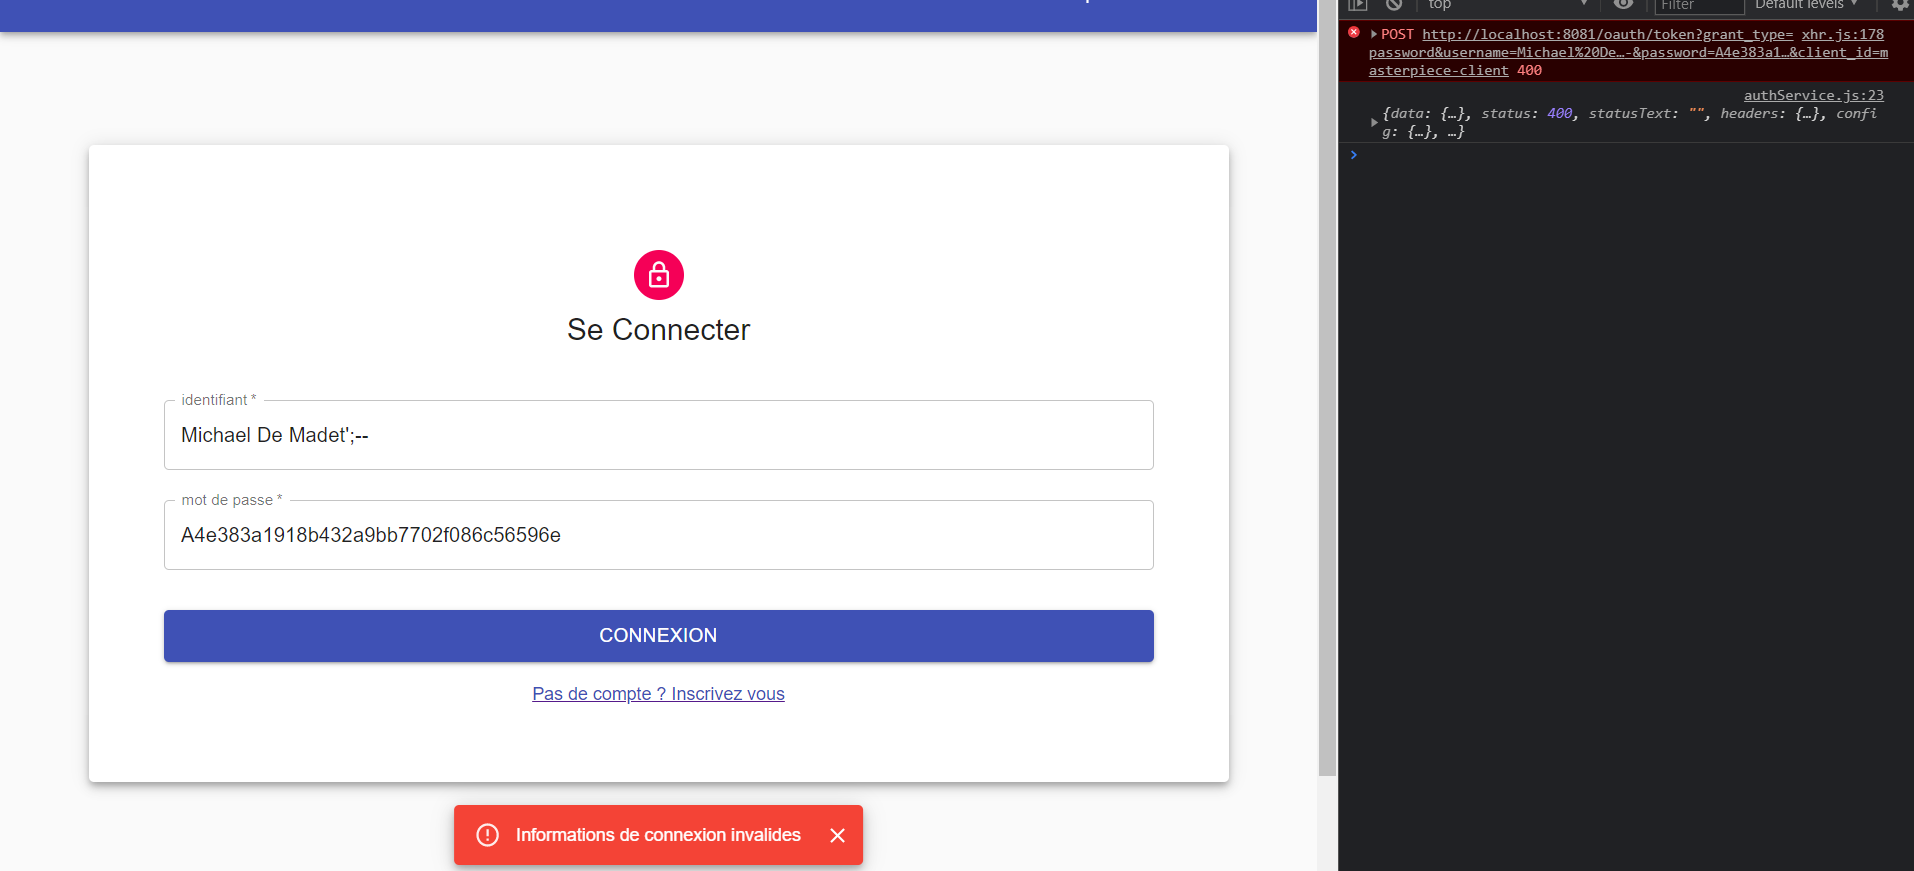 Se Connecter
identifiant *
Michael De Madet';--
mot de passe *
A4e383a1918b432a9bb7702f086c56596e
CONNEXION
Pas de compte ? Inscrivez vous
Informations de connexion invalides
top
Filter
Default levels
POST http://localhost:8081/oauth/token?grant_type= xhr.js:178
password&username=Michael%20De…-&password=A4e383a1…&client_id=m
asterpiece-client 400
authService.js:23
{data: {…}, status: 400, statusText: "", headers: {…}, confi
g: {…}, …}